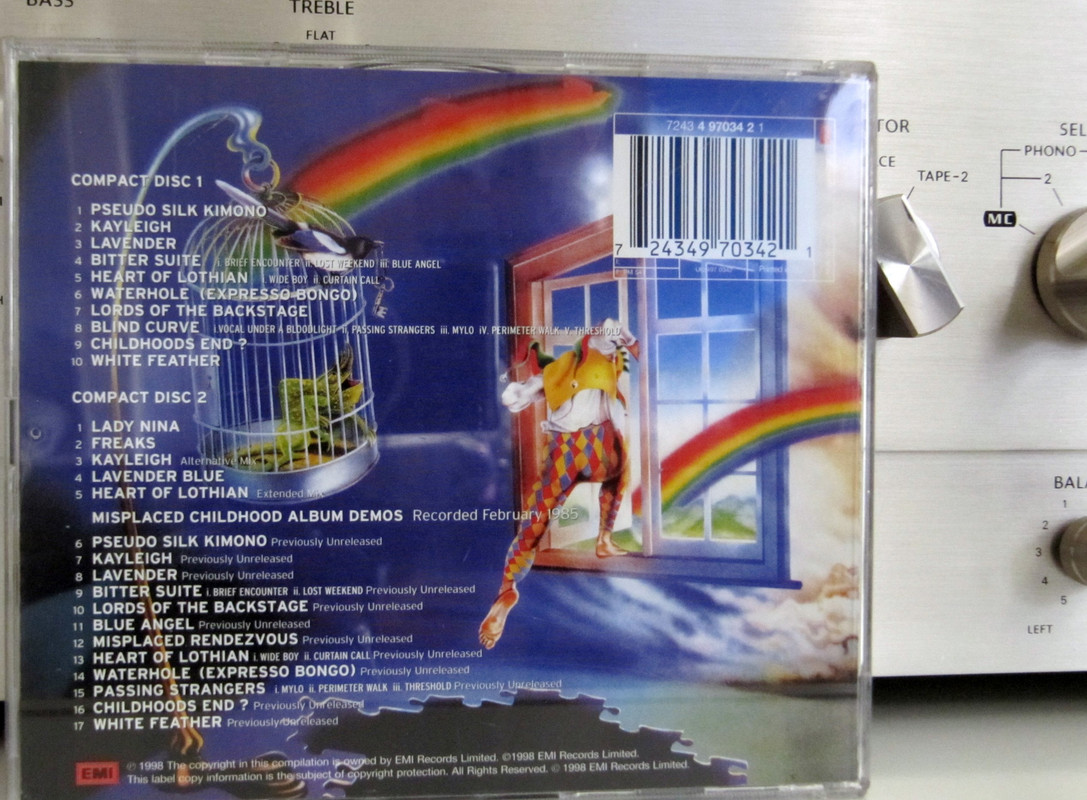 BASS
TREBLE
FLAT
7243 4 97034 2 1
7 24349 70342 1
TOR
CE
TAPE-2
SEL
PHONO
2
MC
COMPACT DISC 1
1 PSEUDO SILK KIMONO
2 KAYLEIGH
3 LAVENDER
4 BITTER SUITE i. BRIEF ENCOUNTER ii. LOST WEEKEND iii. BLUE ANGEL
5 HEART OF LOTHIAN i. WIDE BOY ii CURTAIN CALL
6 WATERHOLE (EXPRESSO BONGO)
7 LORDS OF THE BACKSTAGE
8 BLIND CURVE i.VOCAL UNDER A BLOODLIGHT ii. PASSING STRANGERS iii. MYLO iV. PERIMETER WALK V. THRESHOLD
9 CHILDHOODS END ?
10 WHITE FEATHER
COMPACT DISC 2
1 LADY NINA
2 FREAKS
3 KAYLEIGH Alternative Mix
4 LAVENDER BLUE
5 HEART OF LOTHIAN Extended Mix
MISPLACED CHILDHOOD ALBUM DEMOS Recorded February 1985
6 PSEUDO SILK KIMONO Previously Unreleased
7 KAYLEIGH Previously Unreleased
8 LAVENDER Previously Unreleased
9 BITTER SUITE i. BRIEF ENCOUNTER ii. LOST WEEKEND Previously Unreleased
10 LORDS OF THE BACKSTAGE Previously Unreleased
11 BLUE ANGEL Previously Unreleased
12 MISPLACED RENDEZVOUS Previously Unreleased
13 HEART OF LOTHIAN i. WIDE BOY ii. CURTAIN CALL Previously Unreleased
14 WATERHOLE (EXPRESSO BONGO) Previously Unreleased
15 PASSING STRANGERS i. MYLO ii. PERIMETER WALK iii. THRESHOLD Previously Unreleased
16 CHILDHOODS END ? Previously Unreleased
17 WHITE FEATHER Previously Unreleased
EMI
℗ 1998 The copyright in this compilation is owned by EMI Records Limited. ©1998 EMI Records Limited.
This label copy information is the subject of copyright protection. All Rights Reserved. © 1998 EMI Records Limited.
BALA
1
2
3
4
5
LEFT